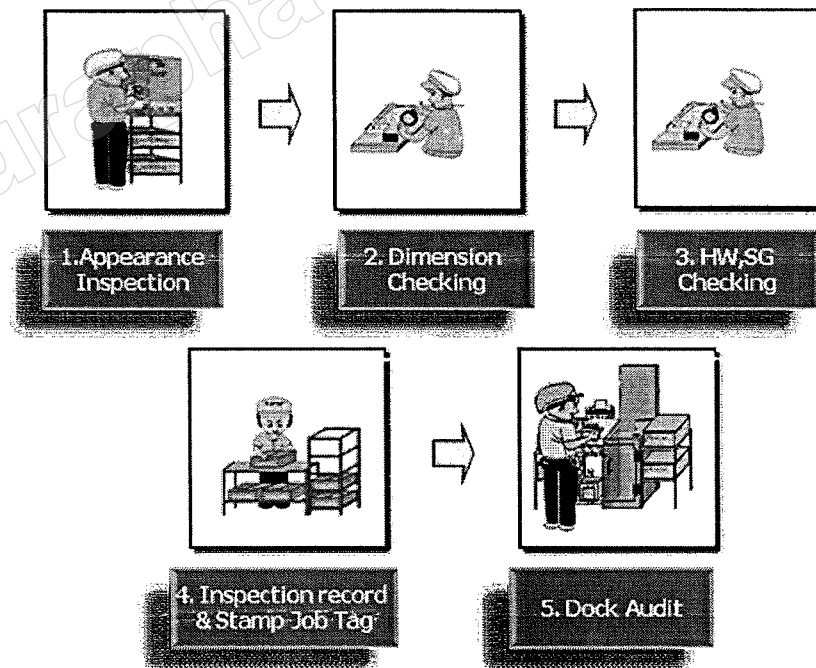 1.Appearance
Inspection
2. Dimension
Checking
3. HW,SG
Checking
4. Inspection record
& Stamp Job Tag
5. Dock Audit